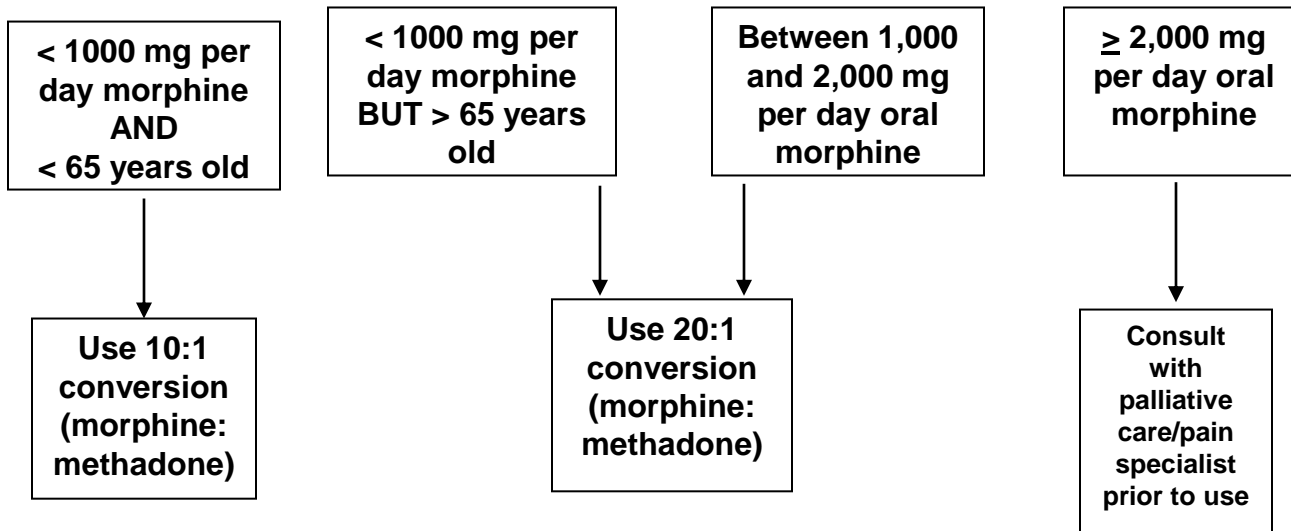 < 1000 mg per
day morphine
AND
< 65 years old
< 1000 mg per
day morphine
BUT > 65 years
old
Between 1,000
and 2,000 mg
per day oral
morphine
≥ 2,000 mg
per day oral
morphine
Use 10:1
conversion
(morphine:
methadone)
Use 20:1
conversion
(morphine:
methadone)
Consult
with
palliative
care/pain
specialist
prior to use